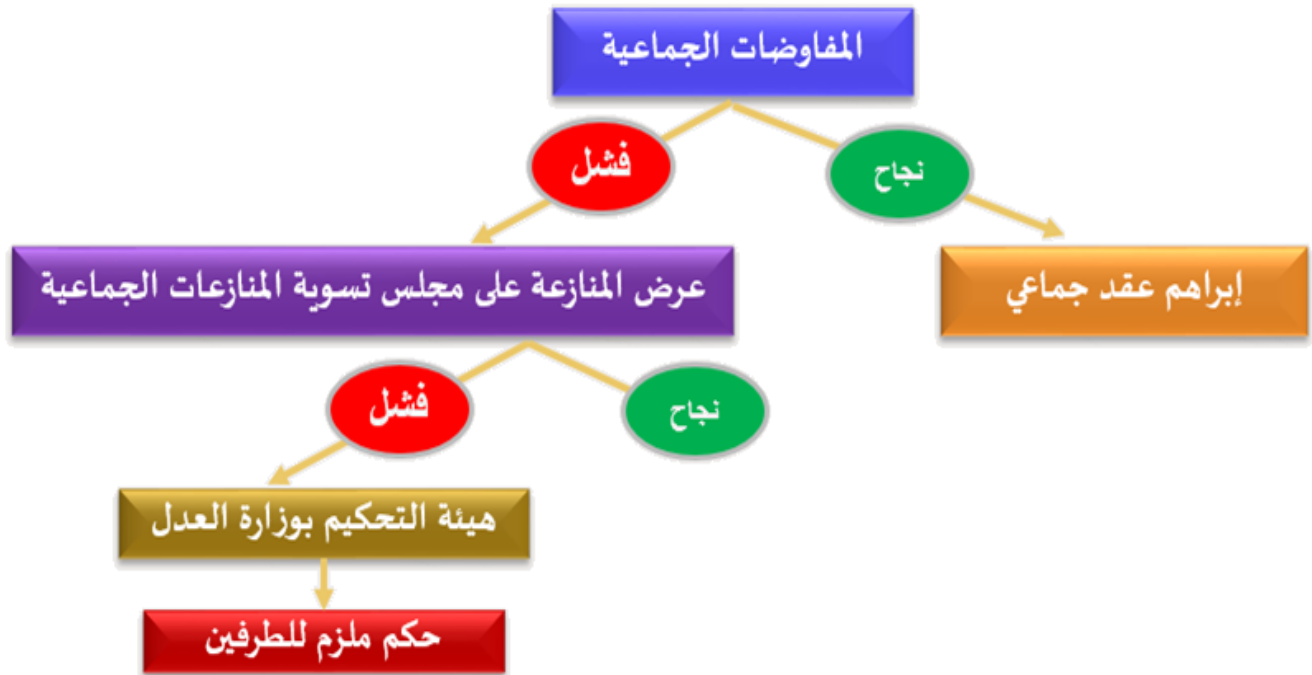 المفاوضات الجماعية
نجاح
فشل
إبراهم عقد جماعي
عرض المنازعة على مجلس تسوية المنازعات الجماعية
نجاح
فشل
هيئة التحكيم بوزارة العدل
حكم ملزم للطرفين